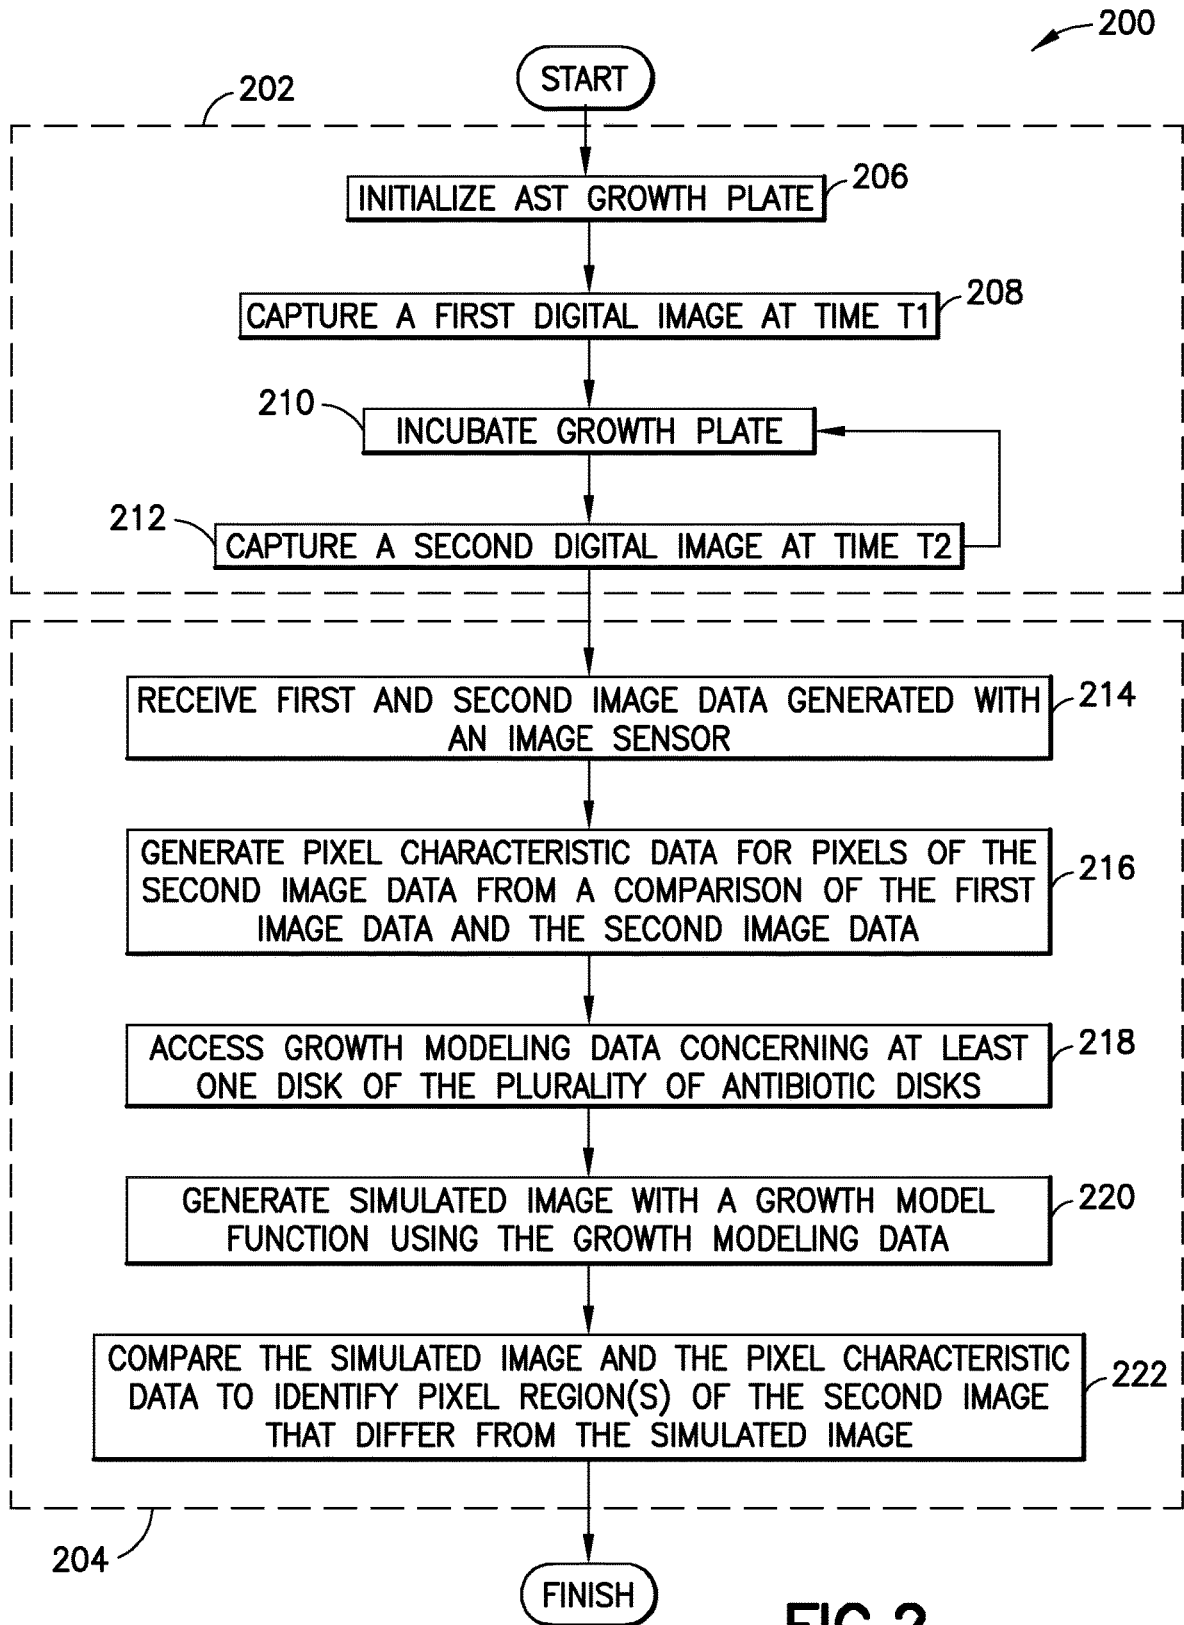 200
START
202
INITIALIZE AST GROWTH PLATE
206
CAPTURE A FIRST DIGITAL IMAGE AT TIME T1
208
210
INCUBATE GROWTH PLATE
212
CAPTURE A SECOND DIGITAL IMAGE AT TIME T2
RECEIVE FIRST AND SECOND IMAGE DATA GENERATED WITH
AN IMAGE SENSOR
214
GENERATE PIXEL CHARACTERISTIC DATA FOR PIXELS OF THE
SECOND IMAGE DATA FROM A COMPARISON OF THE FIRST
IMAGE DATA AND THE SECOND IMAGE DATA
216
ACCESS GROWTH MODELING DATA CONCERNING AT LEAST
ONE DISK OF THE PLURALITY OF ANTIBIOTIC DISKS
218
GENERATE SIMULATED IMAGE WITH A GROWTH MODEL
FUNCTION USING THE GROWTH MODELING DATA
220
COMPARE THE SIMULATED IMAGE AND THE PIXEL CHARACTERISTIC
DATA TO IDENTIFY PIXEL REGION(S) OF THE SECOND IMAGE
THAT DIFFER FROM THE SIMULATED IMAGE
222
204
FINISH
FIG.2